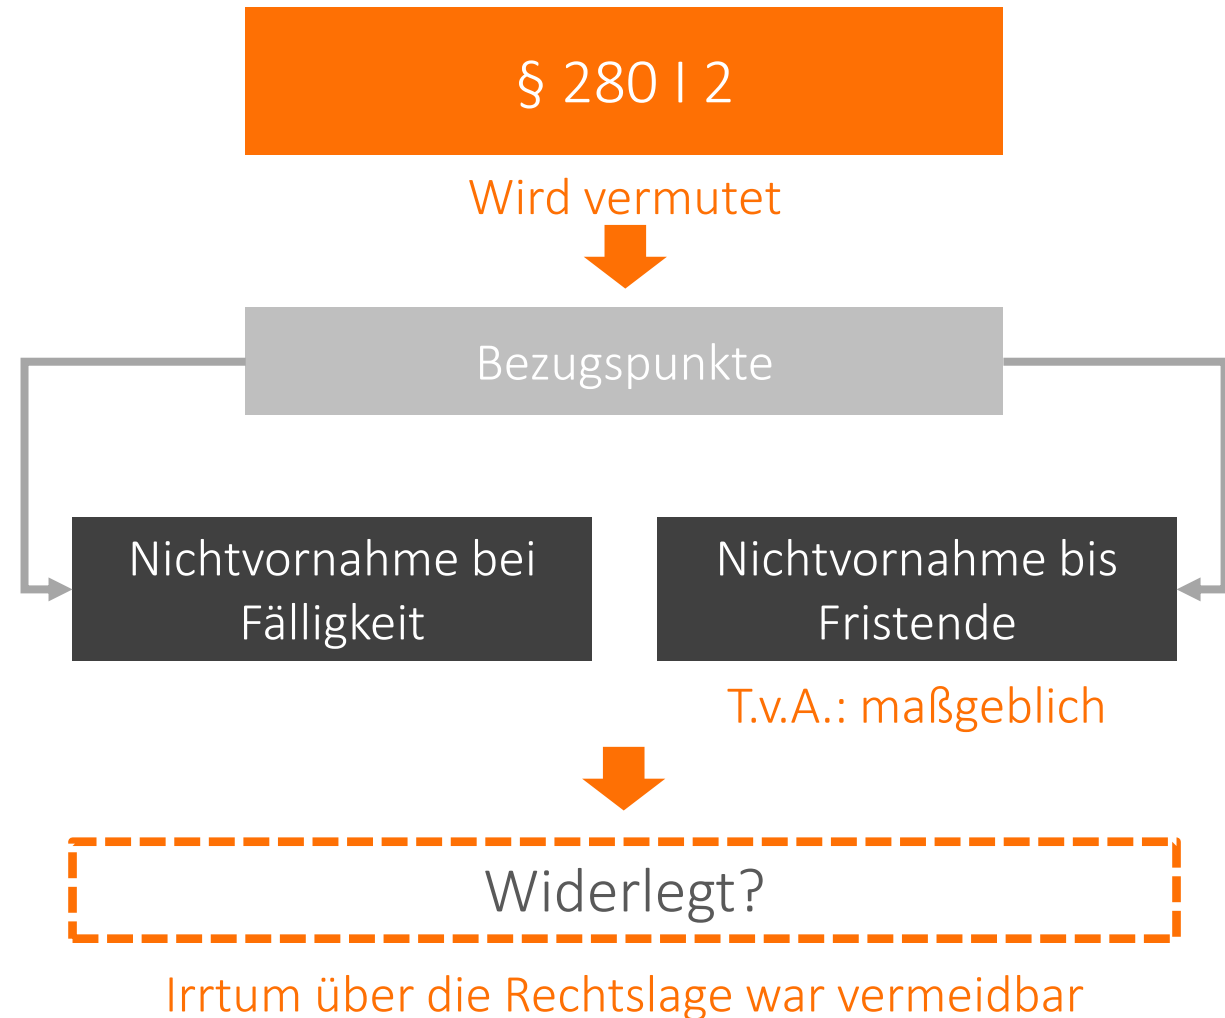 § 280 I 2
Wird vermutet
Bezugspunkte
Nichtvornahme bei
Fälligkeit
Nichtvornahme bis
Fristende
T.v.A.: maßgeblich
Widerlegt?
Irrtum über die Rechtslage war vermeidbar